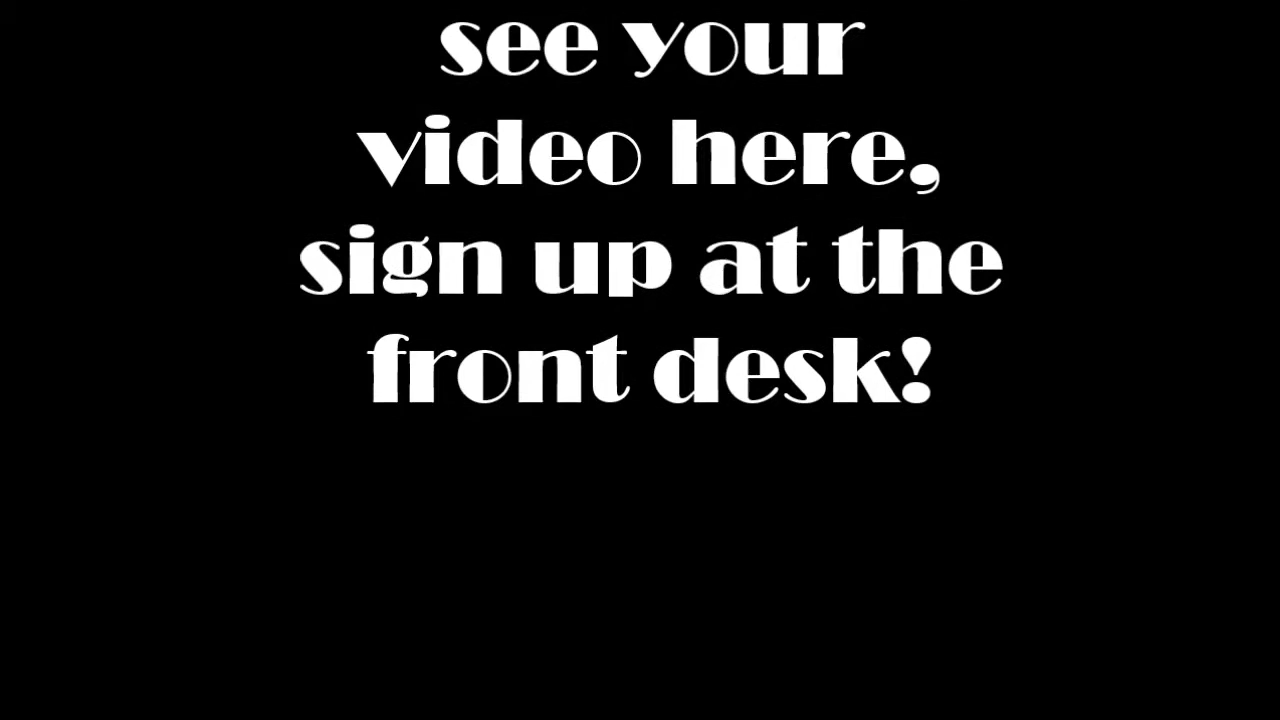 see your
video here,
sign up at the
front desk!